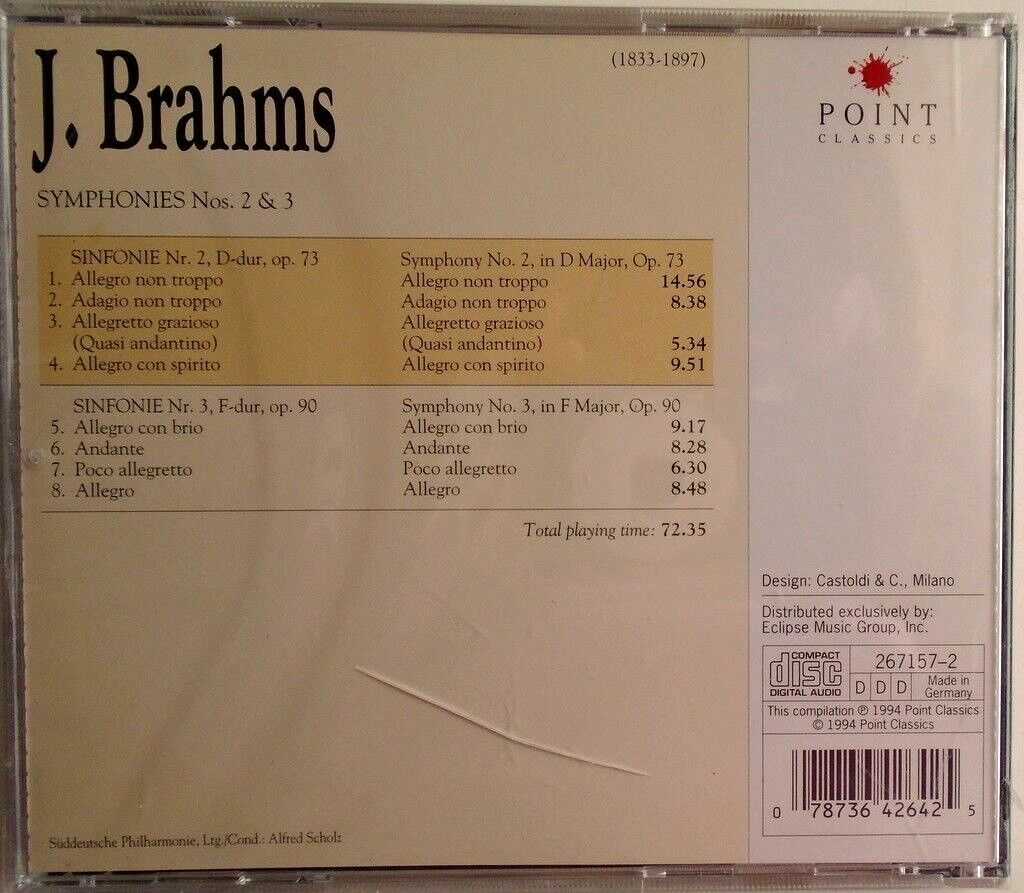 J. Brahms
(1833-1897)
SYMPHONIES Nos. 2 & 3
SINFONIE Nr. 2, D-dur, op. 73 Symphony No. 2, in D Major, Op. 73
1. Allegro non troppo Allegro non troppo 14.56
2. Adagio non troppo Adagio non troppo 8.38
3. Allegretto grazioso Allegretto grazioso
(Quasi andantino) (Quasi andantino) 5.34
4. Allegro con spirito Allegro con spirito 9.51
SINFONIE Nr. 3, F-dur, op. 90 Symphony No. 3, in F Major, Op. 90
5. Allegro con brio Allegro con brio 9.17
6. Andante Andante 8.28
7. Poco allegretto Poco allegretto 6.30
8. Allegro Allegro 8.48
Total playing time: 72.35
Süddeutsche Philharmonie, Ltg./Cond.: Alfred Scholz
POINT
CLASSICS
Design: Castoldi & C., Milano
Distributed exclusively by:
Eclipse Music Group, Inc.
COMPACT
disc
DIGITAL AUDIO
267157-2
D D D
Made in
Germany
This compilation ℗ 1994 Point Classics
© 1994 Point Classics
0 78736 42642 5